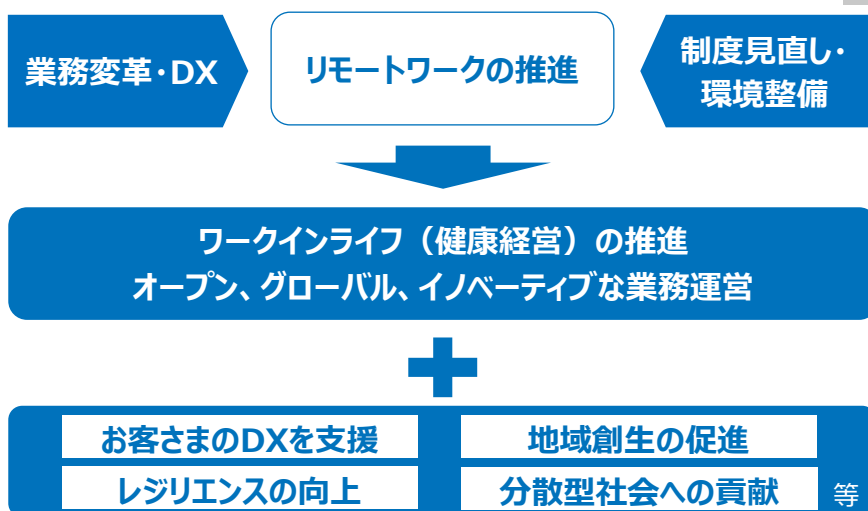 業務変革・DX
リモートワークの推進
制度見直し・
環境整備
ワークインライフ（健康経営）の推進
オープン、グローバル、イノベーティブな業務運営
お客さまのDXを支援
地域創生の促進
レジリエンスの向上
分散型社会への貢献
等